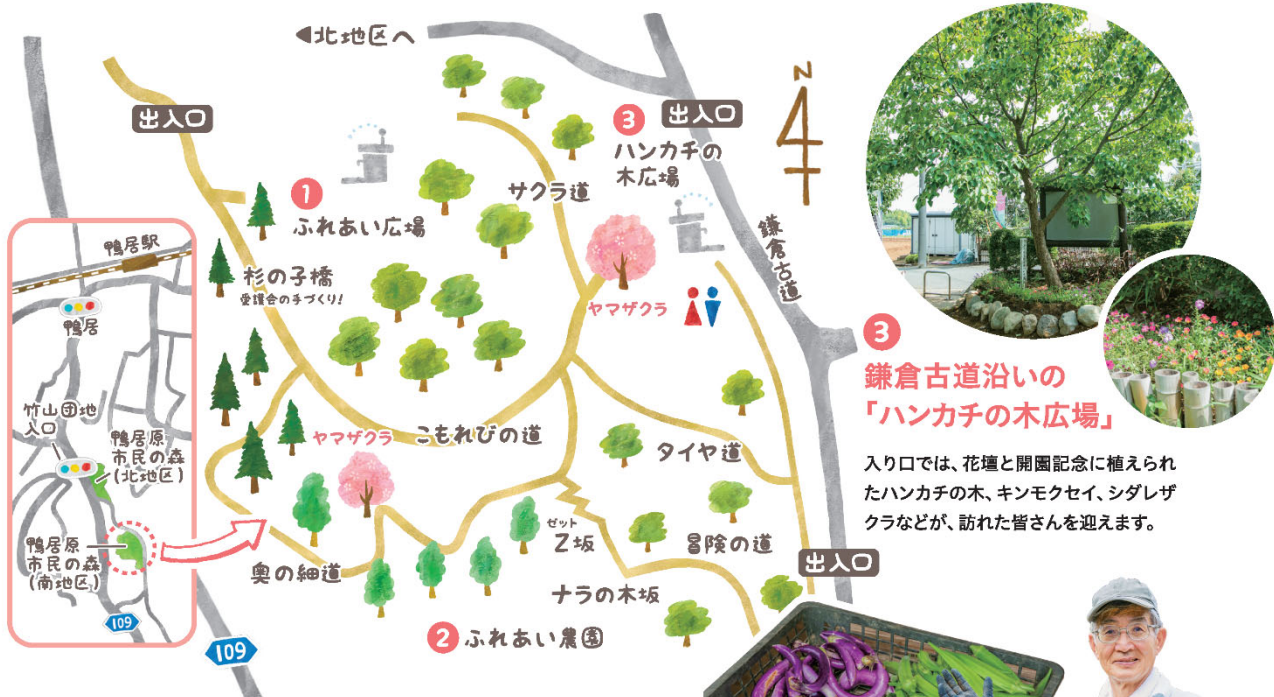 ◀北地区へ
出入口
3
出入口
ハンカチの
木広場
N
1
ふれあい広場
サクラ道
鎌倉古道
杉の子橋
愛護会の手づくり!
ヤマザクラ
鴨居駅
鴨居
竹山団地
入口
鴨居原
市民の森
(北地区)
鴨居原
市民の森
(南地区)
109
109
ヤマザクラ
こもれびの道
タイヤ道
ゼット
Z坂
冒険の道
奥の細道
ナラの木坂
出入口
2 ふれあい農園
3
鎌倉古道沿いの
「ハンカチの木広場」
入り口では、花壇と開園記念に植えられ
たハンカチの木、キンモクセイ、シダレザ
クラなどが、訪れた皆さんを迎えます。